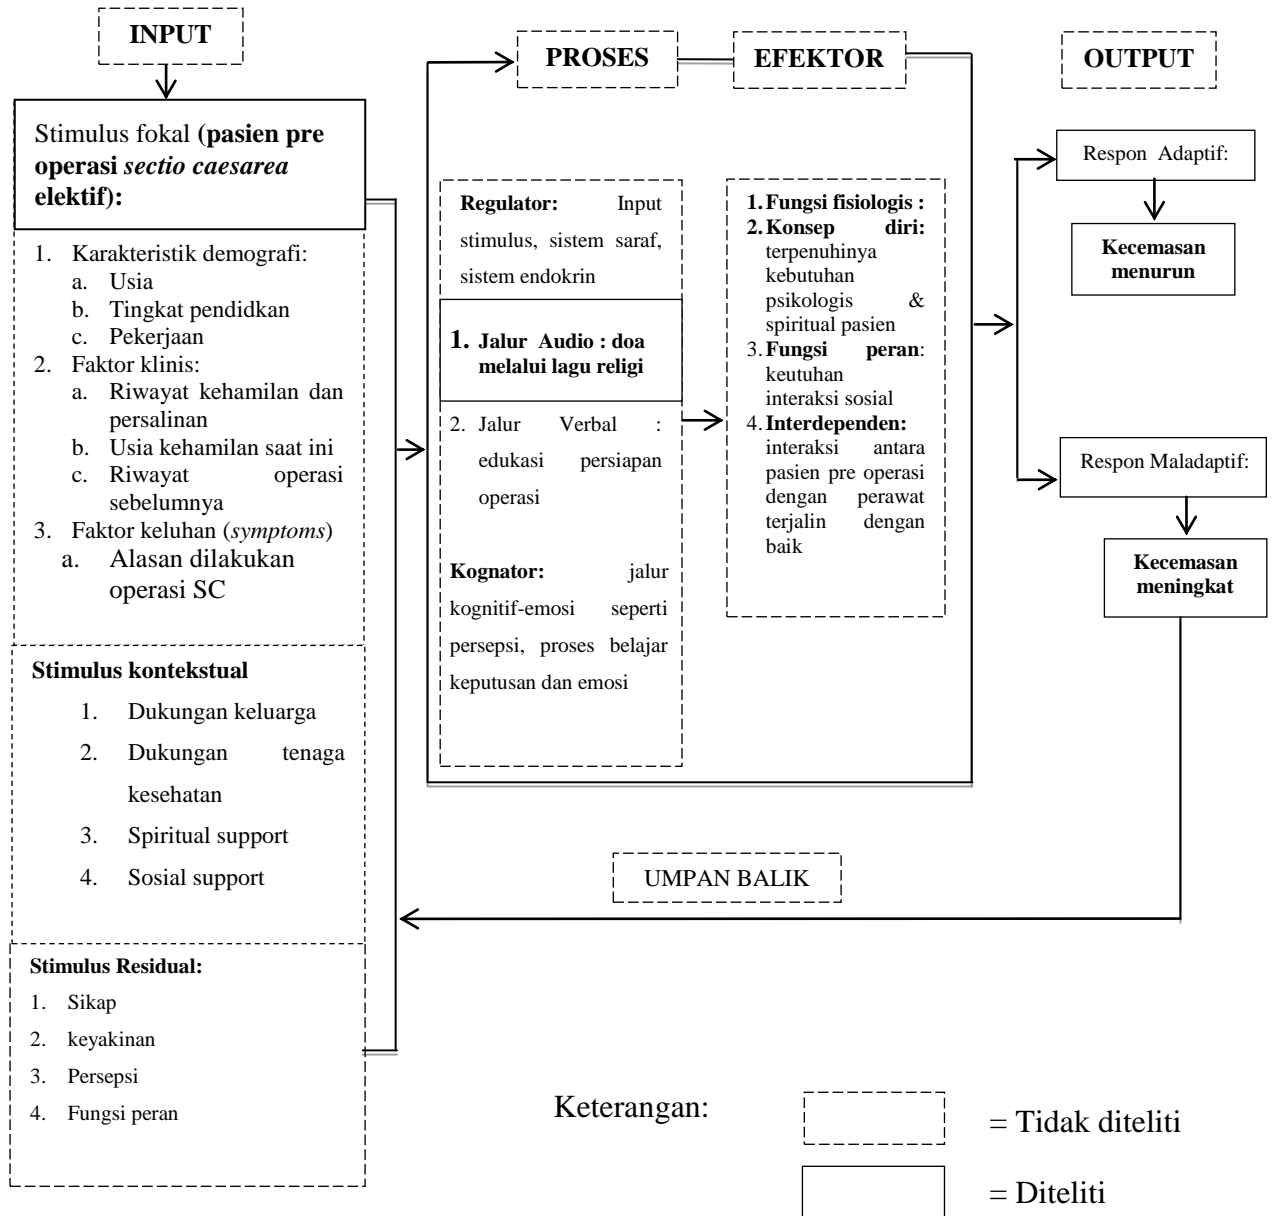 INPUT
PROSES
EFEKTOR
OUTPUT
Stimulus fokal (pasien pre
operasi sectio caesarea
elektif):
1. Karakteristik demografi:
a. Usia
b. Tingkat pendidkan
c. Pekerjaan
2. Faktor klinis:
a. Riwayat kehamilan dan
persalinan
b. Usia kehamilan saat ini
c. Riwayat operasi
sebelumnya
3. Faktor keluhan (symptoms)
a. Alasan dilakukan
operasi SC
Stimulus kontekstual
1. Dukungan keluarga
2. Dukungan tenaga
kesehatan
3. Spiritual support
4. Sosial support
Stimulus Residual:
1. Sikap
2. keyakinan
3. Persepsi
4. Fungsi peran
Regulator: Input
stimulus, sistem saraf,
sistem endokrin
1. Jalur Audio : doa
melalui lagu religi
2. Jalur Verbal :
edukasi persiapan
operasi
Kognator: jalur
kognitif-emosi seperti
persepsi, proses belajar
keputusan dan emosi
1. Fungsi fisiologis :
2. Konsep diri:
terpenuhinya
kebutuhan
psikologis &
spiritual pasien
3. Fungsi peran:
keutuhan
interaksi sosial
4. Interdependen:
interaksi antara
pasien pre operasi
dengan perawat
terjalin dengan
baik
Respon Adaptif:
Kecemasan
menurun
Respon Maladaptif:
Kecemasan
meningkat
UMPAN BALIK
Keterangan:
= Tidak diteliti
= Diteliti